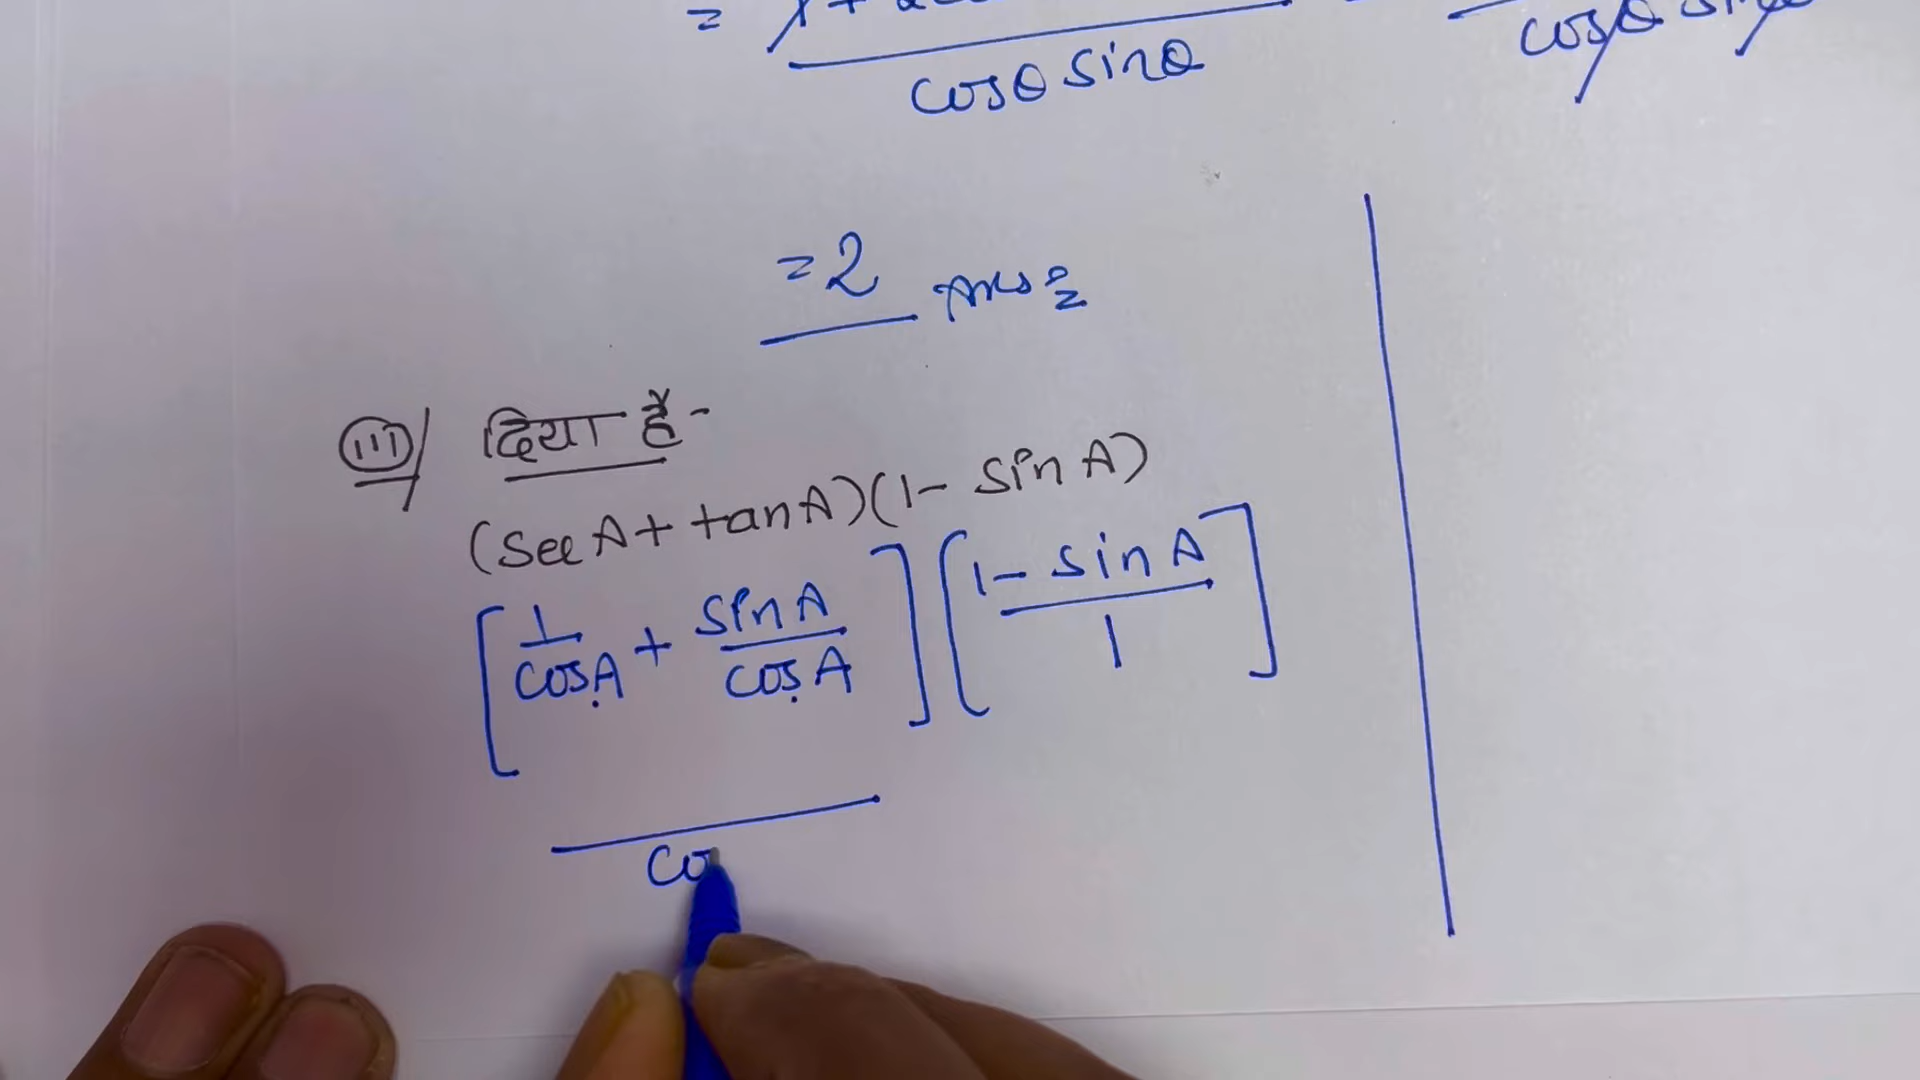 =
cosθ sinθ
cosθ
= 2 Ans
(iii) दिया है-
(Sec A + tan A)(1 - sin A)
[1/cos A + sin A/cos A] [1 - sin A/1]
co